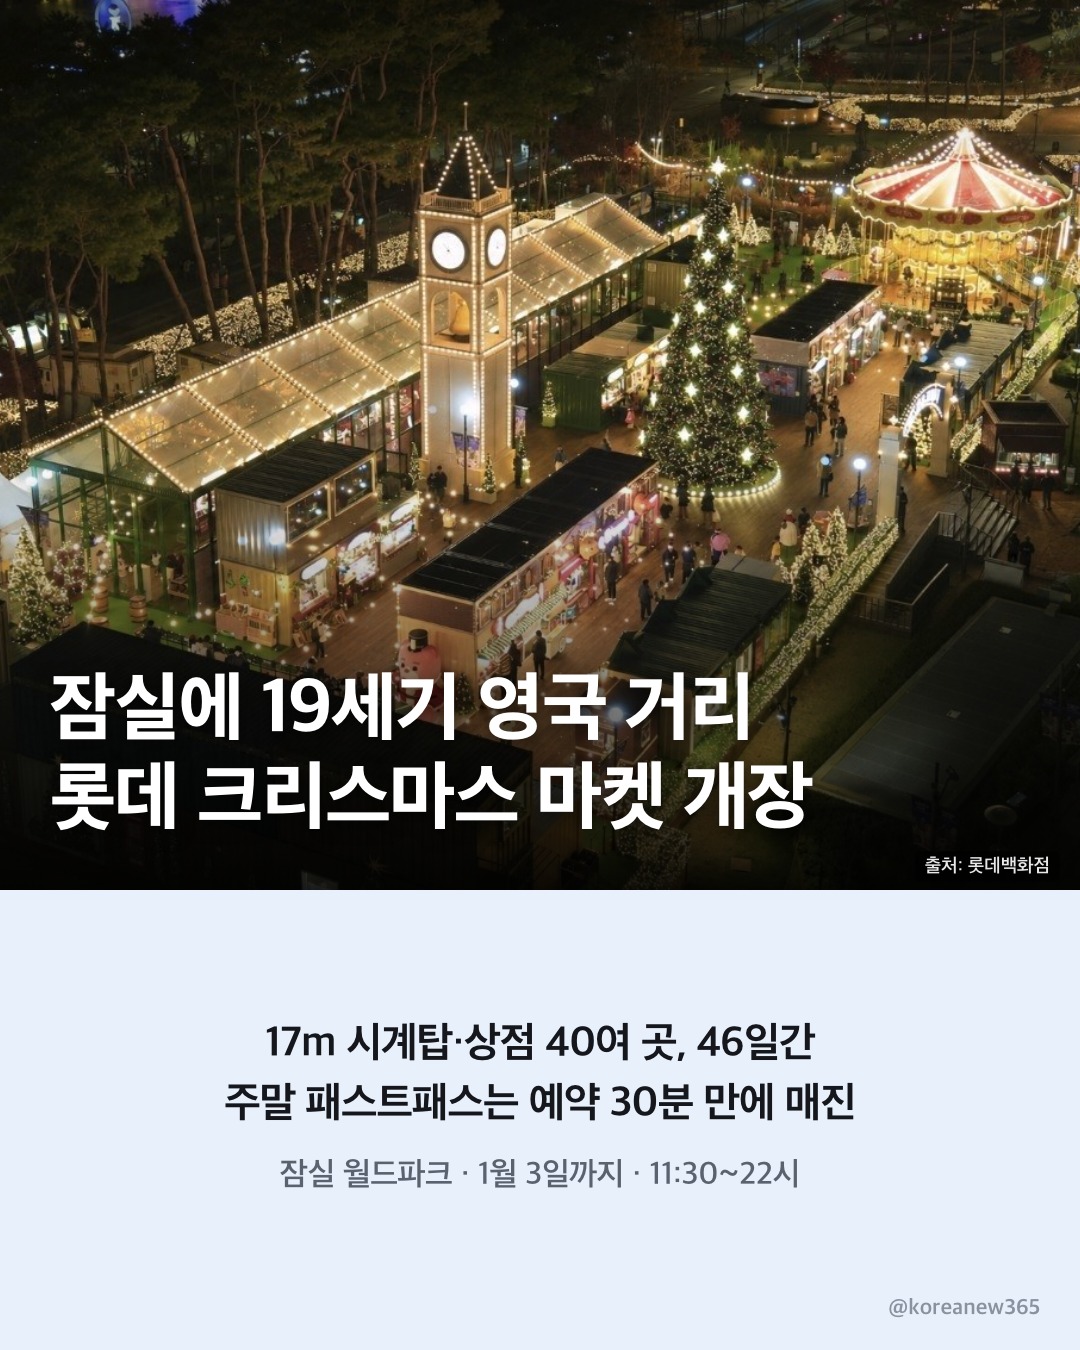 잠실에 19세기 영국 거리
롯데 크리스마스 마켓 개장
출처: 롯데백화점
17m 시계탑·상점 40여 곳, 46일간
주말 패스트패스는 예약 30분 만에 매진
잠실 월드파크 · 1월 3일까지 · 11:30~22시
@koreanew365